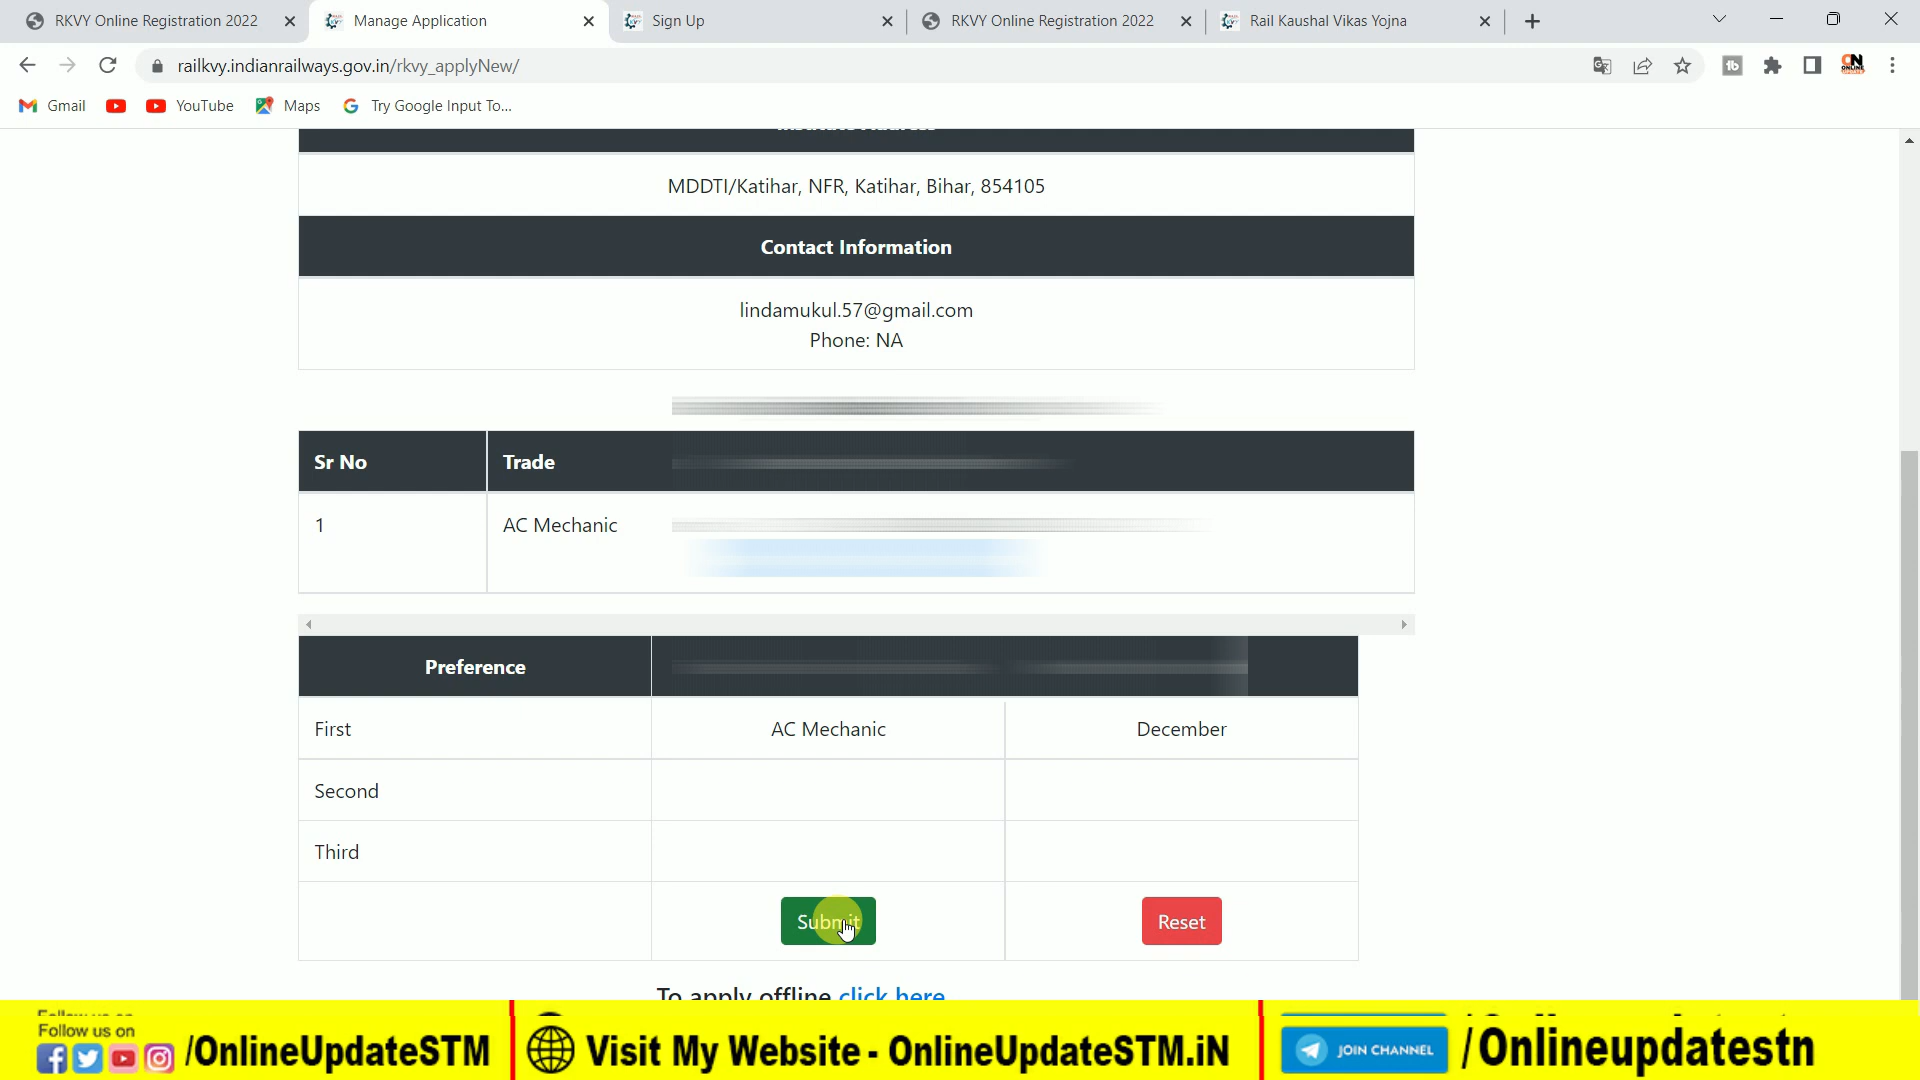 RKVY Online Registration 2022
Manage Application
Sign Up
RKVY Online Registration 2022
Rail Kaushal Vikas Yojna
railkvy.indianrailways.gov.in/rkvy_applyNew/
Gmail
YouTube
Maps
Try Google Input To...
MDDTI/Katihar, NFR, Katihar, Bihar, 854105
Contact Information
lindamukul.57@gmail.com
Phone: NA
Sr No Trade
1 AC Mechanic
Preference
First AC Mechanic December
Second
Third
Submit Reset
To apply offline click here
Follow us on
/OnlineUpdateSTM
Visit My Website - OnlineUpdateSTM.iN
JOIN CHANNEL
/Onlineupdatestn